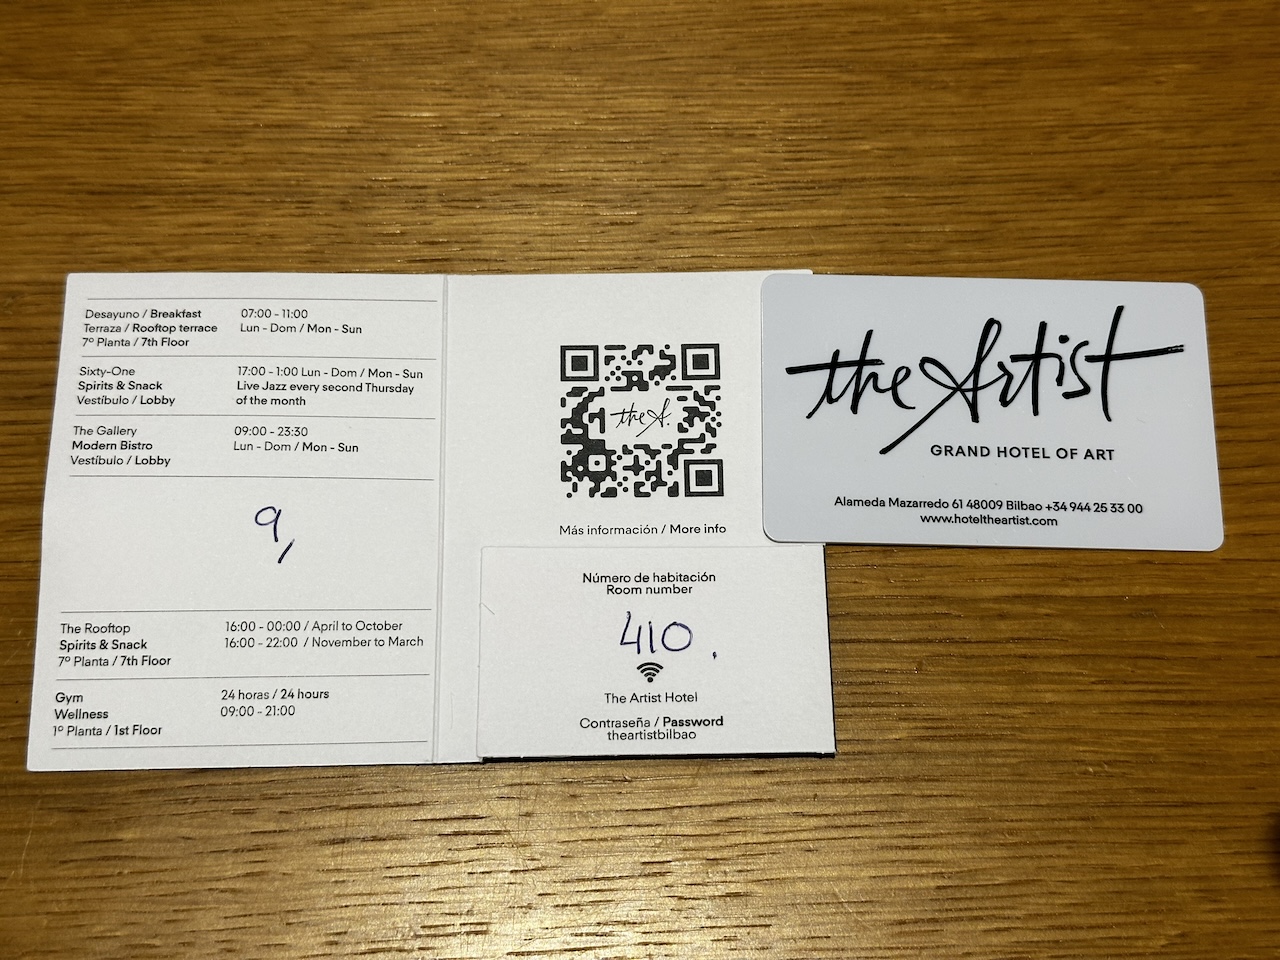 Desayuno / Breakfast 07:00 - 11:00
Terraza / Rooftop terrace Lun - Dom / Mon - Sun
7º Planta / 7th Floor
Sixty-One 17:00 - 1:00 Lun - Dom / Mon - Sun
Spirits & Snack Live Jazz every second Thursday
Vestíbulo / Lobby of the month
The Gallery 09:00 - 23:30
Modern Bistro Lun - Dom / Mon - Sun
Vestíbulo / Lobby
9,
The Rooftop 16:00 - 00:00 / April to October
Spirits & Snack 16:00 - 22:00 / November to March
7º Planta / 7th Floor
Gym 24 horas / 24 hours
Wellness 09:00 - 21:00
1º Planta / 1st Floor
the A.
Más información / More info
Número de habitación
Room number
410.
The Artist Hotel
Contraseña / Password
theartistbilbao
the Artist
GRAND HOTEL OF ART
Alameda Mazarredo 61 48009 Bilbao +34 944 25 33 00
www.hoteltheartist.com